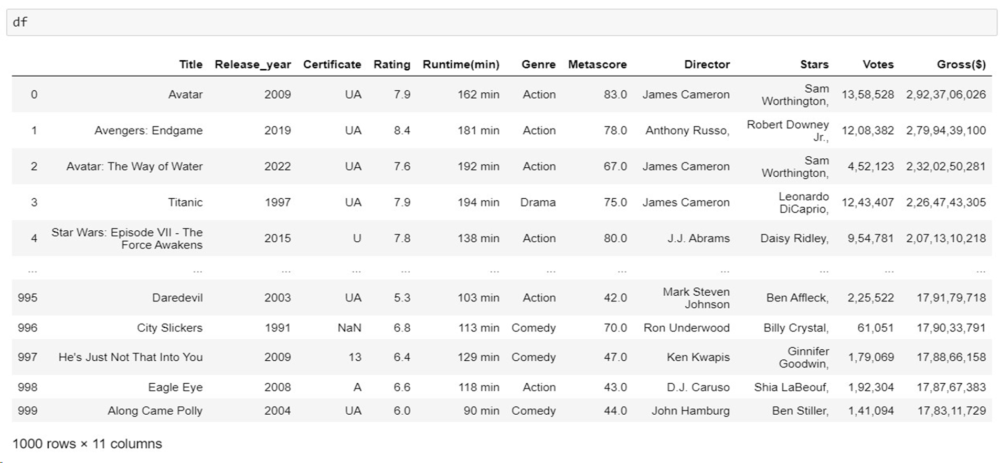 df
Title Release_year Certificate Rating Runtime(min) Genre Metascore Director Stars Votes Gross($)
0 Avatar 2009 UA 7.9 162 min Action 83.0 James Cameron Sam Worthington, 13,58,528 2,92,37,06,026
1 Avengers: Endgame 2019 UA 8.4 181 min Action 78.0 Anthony Russo, Robert Downey Jr., 12,08,382 2,79,94,39,100
2 Avatar: The Way of Water 2022 UA 7.6 192 min Action 67.0 James Cameron Sam Worthington, 4,52,123 2,32,02,50,281
3 Titanic 1997 UA 7.9 194 min Drama 75.0 James Cameron Leonardo DiCaprio, 12,43,407 2,26,47,43,305
4 Star Wars: Episode VII - The Force Awakens 2015 U 7.8 138 min Action 80.0 J.J. Abrams Daisy Ridley, 9,54,781 2,07,13,10,218
... ... ... ... ... ... ... ... ... ... ... ...
995 Daredevil 2003 UA 5.3 103 min Action 42.0 Mark Steven Johnson Ben Affleck, 2,25,522 17,91,79,718
996 City Slickers 1991 NaN 6.8 113 min Comedy 70.0 Ron Underwood Billy Crystal, 61,051 17,90,33,791
997 He's Just Not That Into You 2009 13 6.4 129 min Comedy 47.0 Ken Kwapis Ginnifer Goodwin, 1,79,069 17,88,66,158
998 Eagle Eye 2008 A 6.6 118 min Action 43.0 D.J. Caruso Shia LaBeouf, 1,92,304 17,87,67,383
999 Along Came Polly 2004 UA 6.0 90 min Comedy 44.0 John Hamburg Ben Stiller, 1,41,094 17,83,11,729
1000 rows × 11 columns